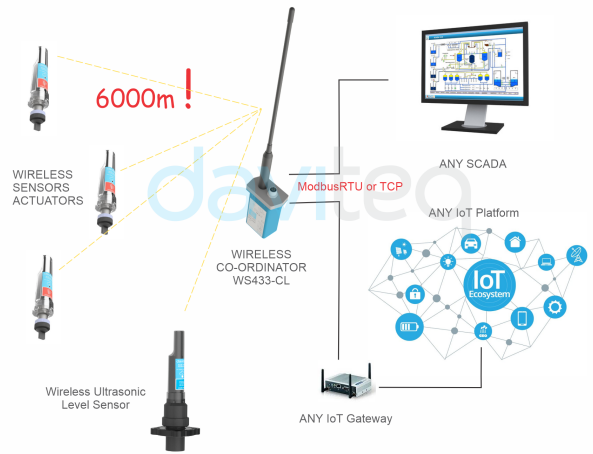 6000m !
WIRELESS
SENSORS
ACTUATORS
daviteq
ModbusRTU or TCP
ANY SCADA
WIRELESS
CO-ORDINATOR
WS433-CL
ANY IoT Platform
IoT
Ecosystem
Wireless Ultrasonic
Level Sensor
ANY IoT Gateway